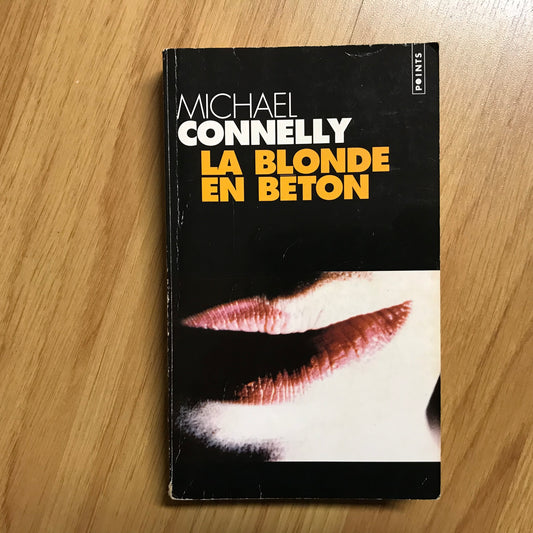 POINTS
MICHAEL
CONNELLY
LA BLONDE
EN BETON